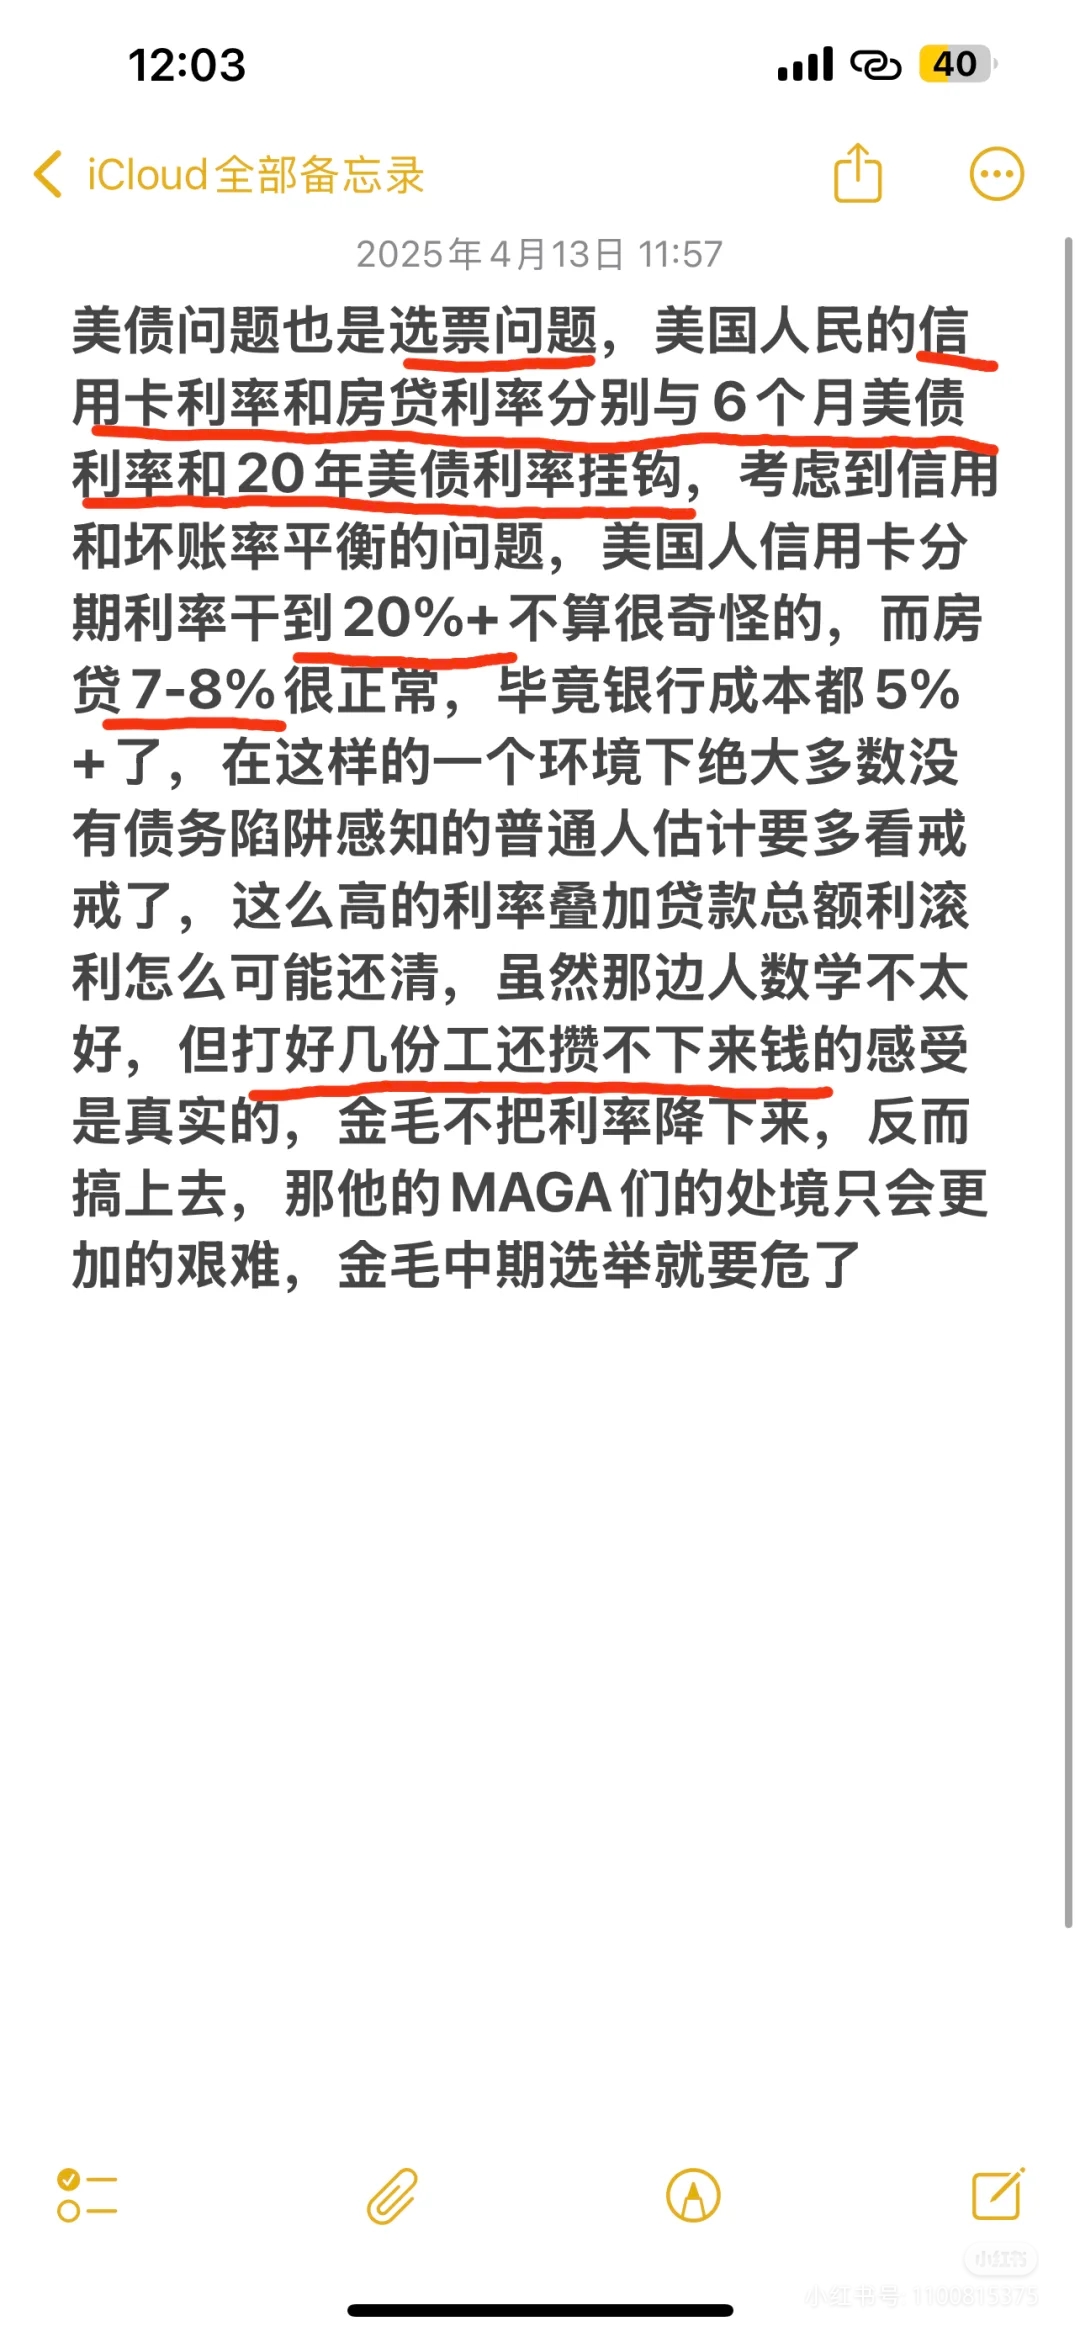 12:03
40
iCloud全部备忘录
2025年4月13日 11:57
美债问题也是选票问题，美国人民的信
用卡利率和房贷利率分别与6个月美债
利率和20年美债利率挂钩，考虑到信用
和坏账率平衡的问题，美国人信用卡分
期利率干到20%+不算很奇怪的，而房
贷7-8%很正常，毕竟银行成本都5%
+了，在这样的一个环境下绝大多数没
有债务陷阱感知的普通人估计要多看戒
戒了，这么高的利率叠加贷款总额利滚
利怎么可能还清，虽然那边人数学不太
好，但打好几份工还攒不下来钱的感受
是真实的，金毛不把利率降下来，反而
搞上去，那他的MAGA们的处境只会更
加的艰难，金毛中期选举就要危了
小红书
小红书号: 1100815375